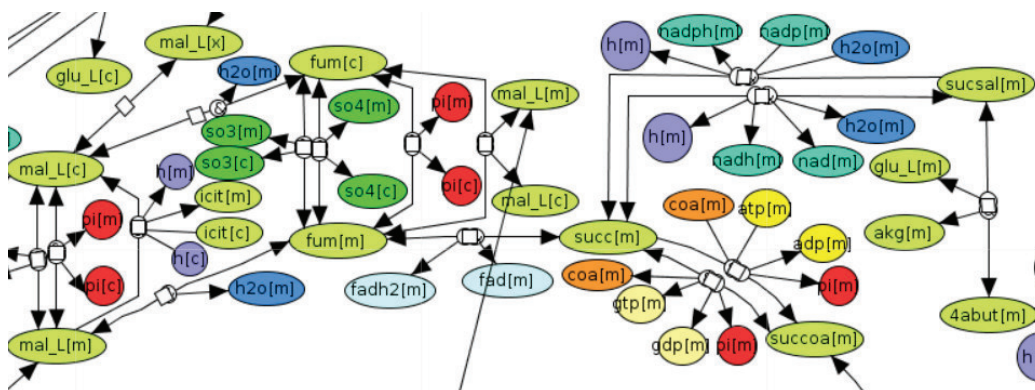 mal_L[x]
glu_L[c]
h2o[m]
fum[c]
so4[m]
so3[m]
so3[c]
so4[c]
pi[m]
pi[c]
mal_L[m]
mal_L[c]
mal_L[c]
h[m]
icit[m]
icit[c]
h[c]
pi[m]
pi[c]
fum[m]
h2o[m]
mal_L[m]
fadh2[m]
fad[m]
succ[m]
h[m]
nadph[m]
nadp[m]
h2o[m]
sucsal[m]
h[m]
nadh[m]
nad[m]
h2o[m]
glu_L[m]
akg[m]
4abut[m]
coa[m]
atp[m]
adp[m]
pi[m]
coa[m]
gtp[m]
gdp[m]
pi[m]
succoa[m]
h